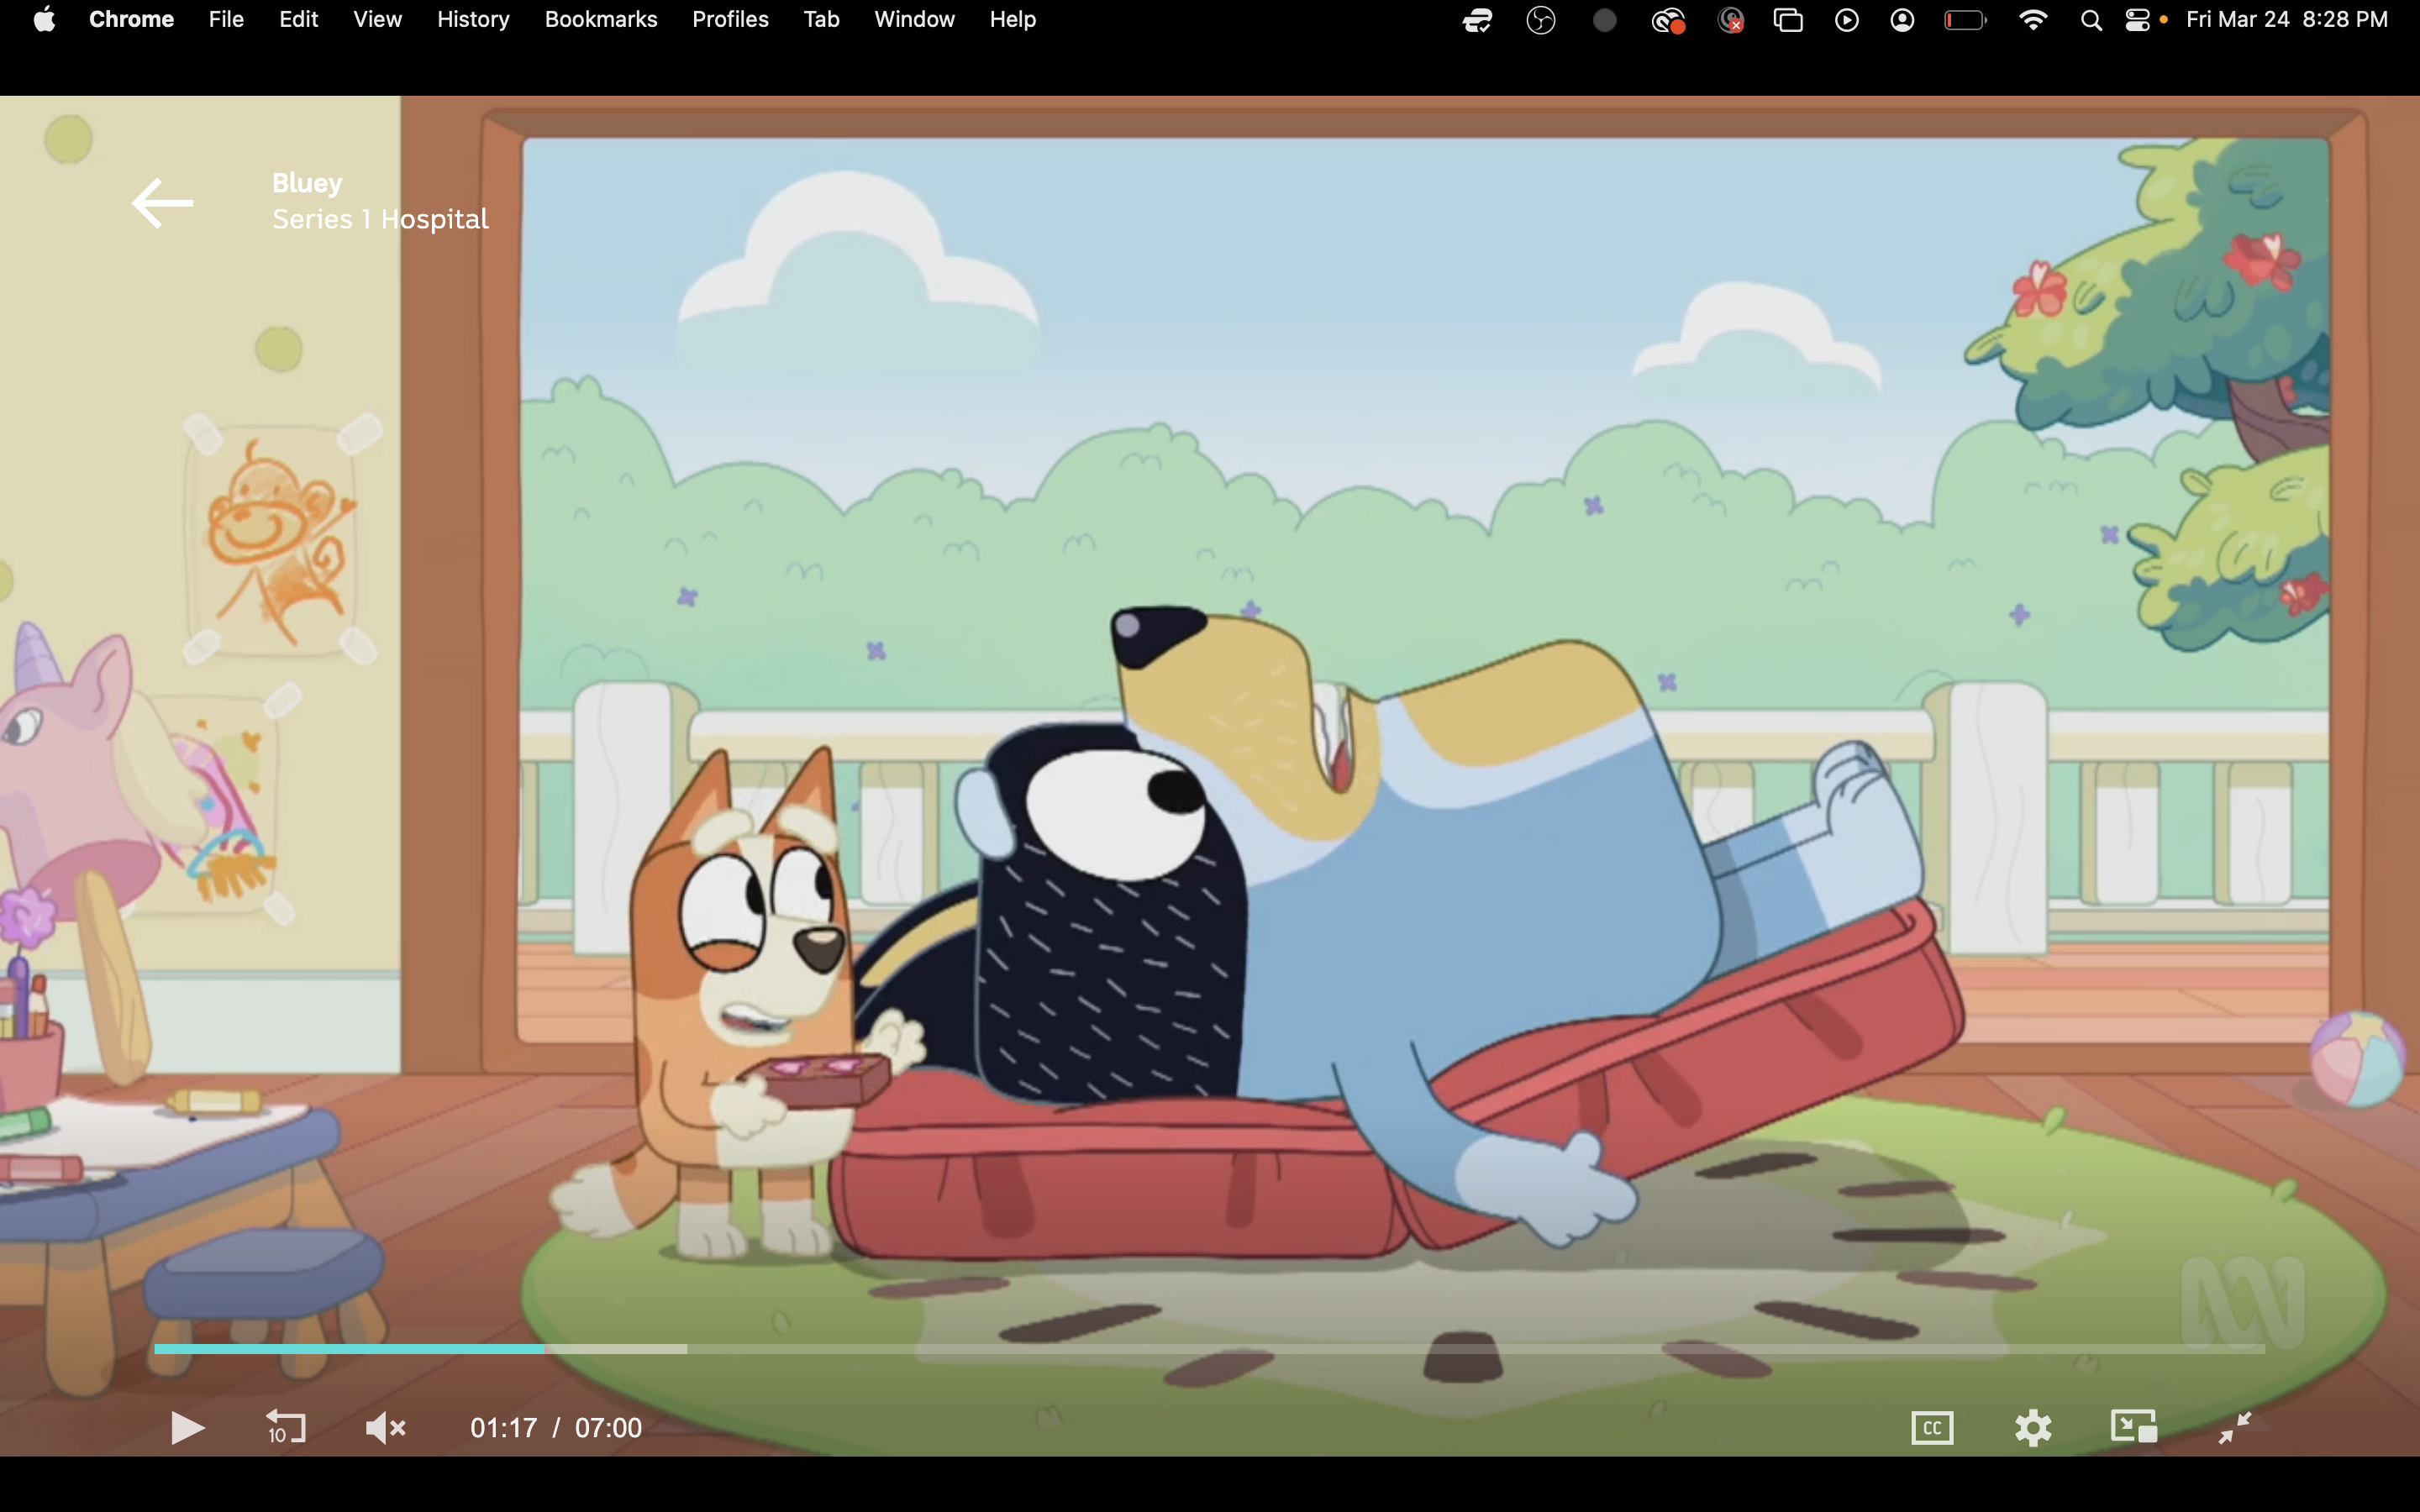 Chrome File Edit View History Bookmarks Profiles Tab Window Help Fri Mar 24 8:28 PM
Bluey
Series 1 Hospital
10
01:17 / 07:00
CC